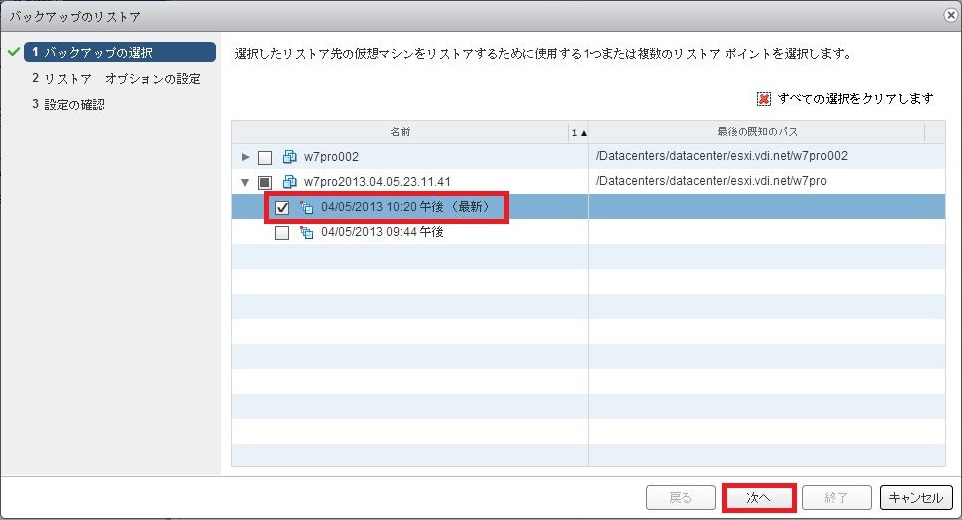 バックアップのリストア
1 バックアップの選択
2 リストア オプションの設定
3 設定の確認
選択したリストア先の仮想マシンをリストアするために使用する1つまたは複数のリストア ポイントを選択します。
すべての選択をクリアします
名前 1▲ 最後の既知のパス
w7pro002 /Datacenters/datacenter/esxi.vdi.net/w7pro002
w7pro2013.04.05.23.11.41 /Datacenters/datacenter/esxi.vdi.net/w7pro
04/05/2013 10:20 午後 （最新）
04/05/2013 09:44 午後
戻る 次へ 終了 キャンセル